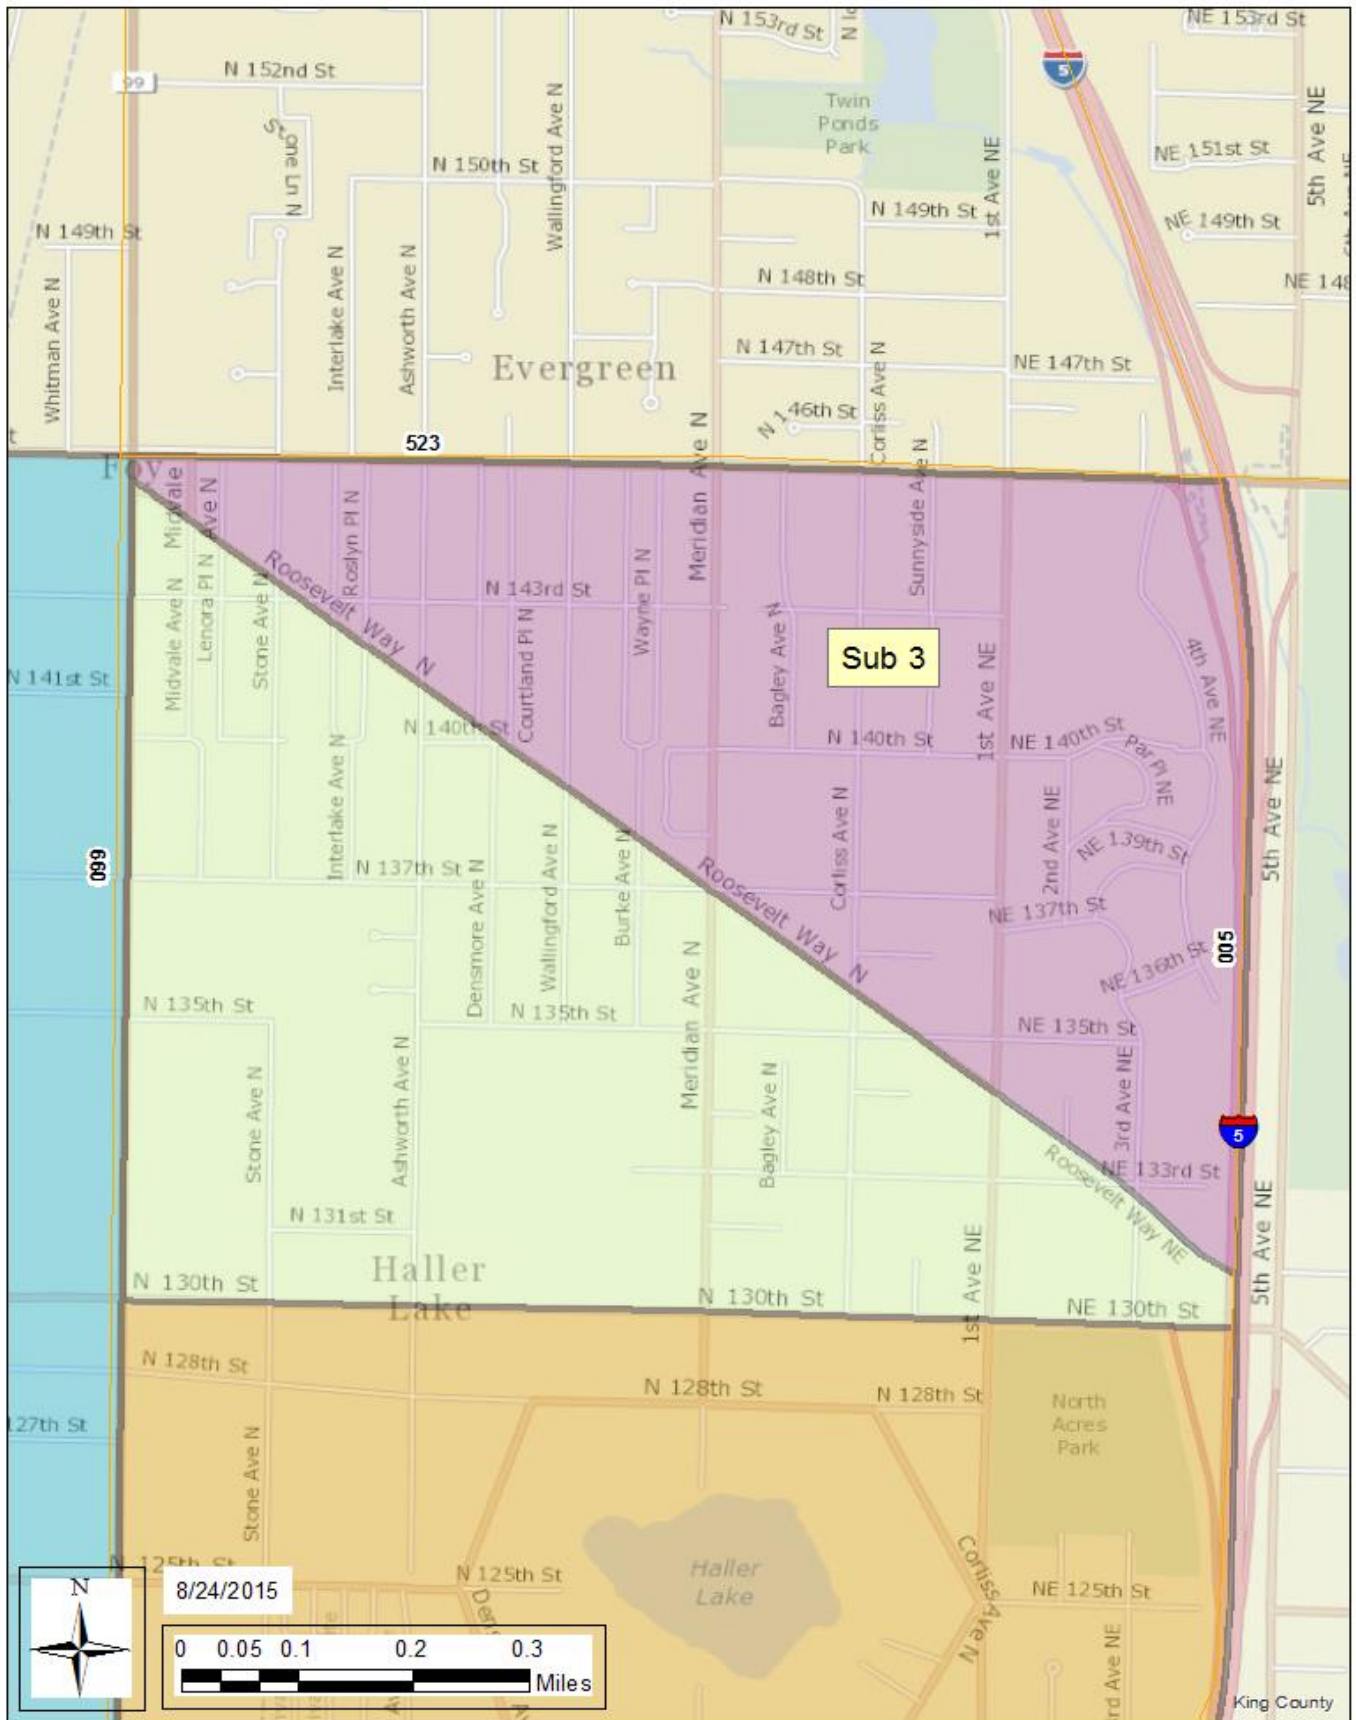 N 153rd St
NE 153rd St
5
N 152nd St
99
Twin
Ponds
Park
Stone Ln N
Wallingford Ave N
1st Ave NE
5th Ave NE
NE 151st St
N 150th St
N 149th St
NE 149th St
N 149th St
Whitman Ave N
Interlake Ave N
Ashworth Ave N
N 148th St
NE 148
N 147th St
NE 147th St
Evergreen
Corliss Ave N
N 146th St
Meridian Ave N
Sunnyside Ave N
523
Foy
Midvale
Ave N
Roslyn Pl N
Roosevelt Way N
N 143rd St
Midvale Ave N
Lenora Pl N
Stone Ave N
Courtland Pl N
Wayne Pl N
Bagley Ave N
Sub 3
1st Ave NE
4th Ave NE
N 141st St
N 140th St
N 140th St
NE 140th St
Par Pl NE
Interlake Ave N
5th Ave NE
Corliss Ave N
2nd Ave NE
NE 139th St
099
N 137th St
Densmore Ave N
Wallingford Ave N
Burke Ave N
Roosevelt Way N
NE 137th St
005
NE 136th St
Meridian Ave N
N 135th St
N 135th St
NE 135th St
Stone Ave N
Ashworth Ave N
Bagley Ave N
3rd Ave NE
5
NE 133rd St
Roosevelt Way NE
N 131st St
1st Ave NE
5th Ave NE
Haller
Lake
N 130th St
N 130th St
NE 130th St
N 128th St
N 128th St
N 128th St
North
Acres
Park
127th St
Stone Ave N
Corliss Ave N
N 125th St
N 125th St
Haller
Lake
NE 125th St
N
8/24/2015
0 0.05 0.1 0.2 0.3
Miles
rd Ave NE
King County